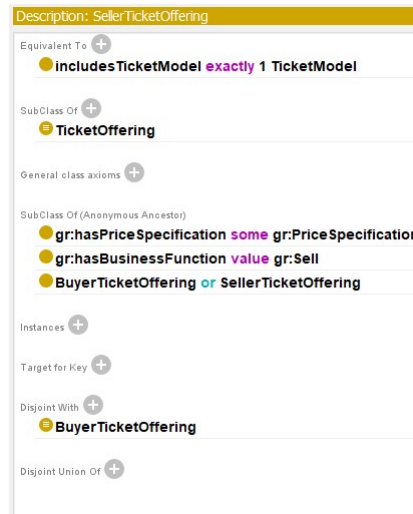 Description: SellerTicketOffering
Equivalent To
includesTicketModel exactly 1 TicketModel
SubClass Of
TicketOffering
General class axioms
SubClass Of (Anonymous Ancestor)
gr:hasPriceSpecification some gr:PriceSpecification
gr:hasBusinessFunction value gr:Sell
BuyerTicketOffering or SellerTicketOffering
Instances
Target for Key
Disjoint With
BuyerTicketOffering
Disjoint Union Of